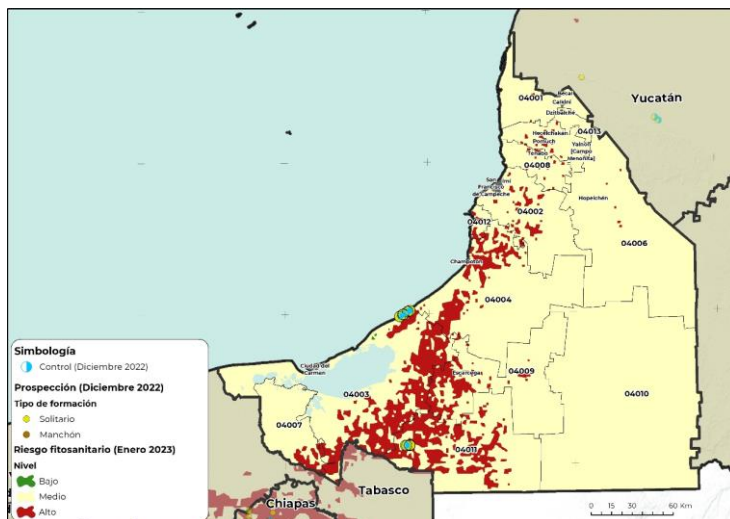 04001
Becal
Calkiní
Dzitbalché
Yucatán
Hecelchakán
Pomuch
04013
Tenabo
Yalnón
[Campo
Menonita]
04008
San
Francisco
de Campeche
Hopelchén
04002
04012
04006
Champotón
04004
Ciudad del
Carmen
Escárcega
04009
04003
04010
04007
04011
Tabasco
Chiapas
Simbología
Control (Diciembre 2022)
Prospección (Diciembre 2022)
Tipo de formación
Solitario
Manchón
Riesgo fitosanitario (Enero 2023)
Nivel
Bajo
Medio
Alto
0 15 30 60 Km